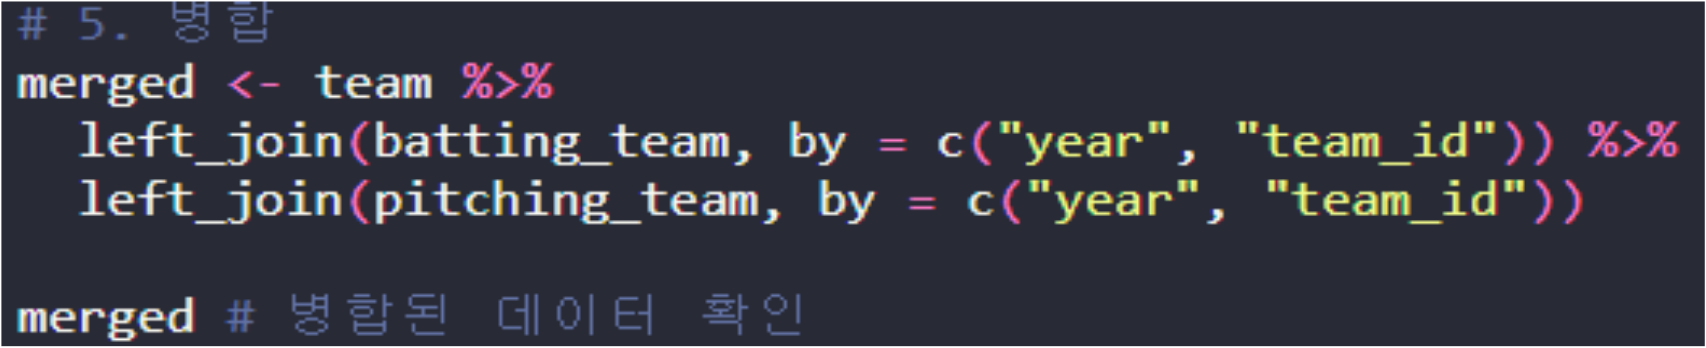 # 5. 병합
merged <- team %>%
  left_join(batting_team, by = c("year", "team_id")) %>%
  left_join(pitching_team, by = c("year", "team_id"))
merged # 병합된 데이터 확인